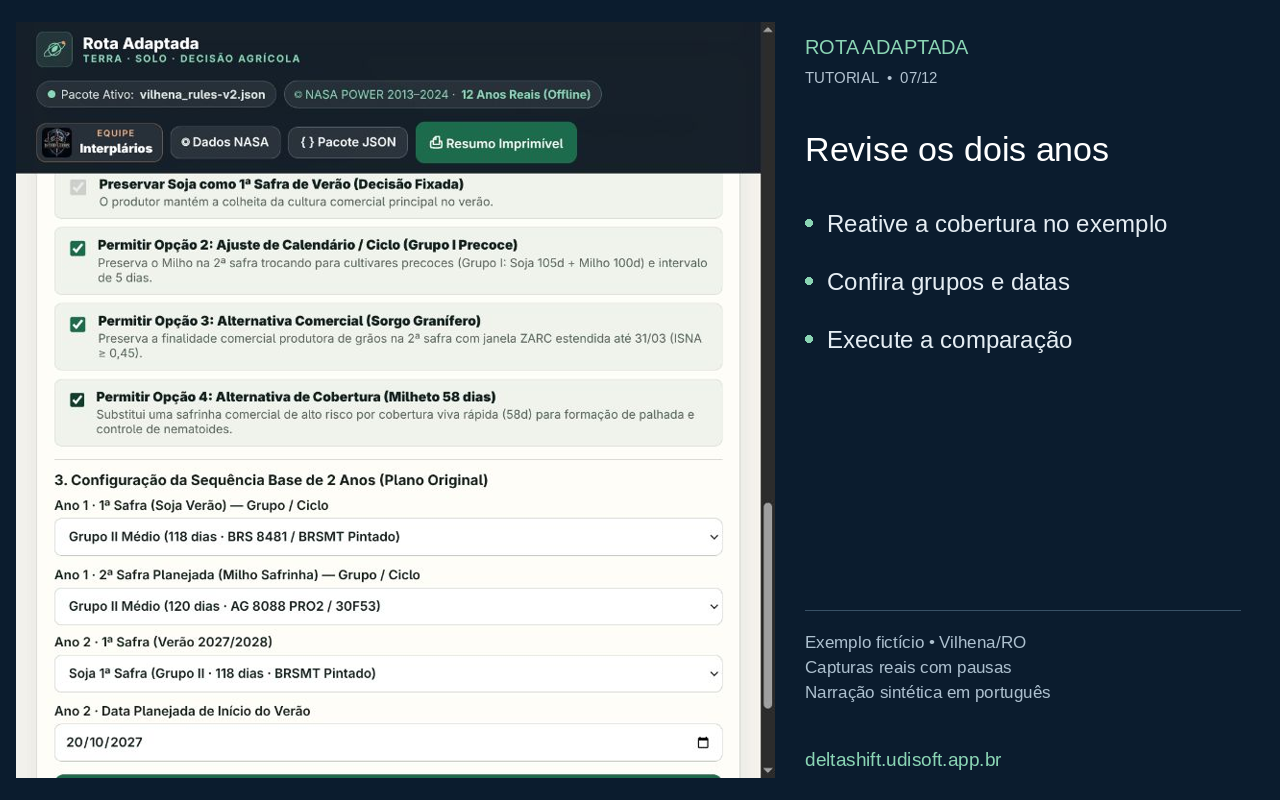 Rota Adaptada
TERRA · SOLO · DECISÃO AGRÍCOLA
Pacote Ativo: vilhena_rules-v2.json
NASA POWER 2013–2024 · 12 Anos Reais (Offline)
EQUIPE
Interplários
Dados NASA
{ } Pacote JSON
Resumo Imprimível
Preservar Soja como 1ª Safra de Verão (Decisão Fixada)
O produtor mantém a colheita da cultura comercial principal no verão.
Permitir Opção 2: Ajuste de Calendário / Ciclo (Grupo I Precoce)
Preserva o Milho na 2ª safra trocando para cultivares precoces (Grupo I: Soja 105d + Milho 100d) e intervalo
de 5 dias.
Permitir Opção 3: Alternativa Comercial (Sorgo Granífero)
Preserva a finalidade comercial produtora de grãos na 2ª safra com janela ZARC estendida até 31/03 (ISNA
≥ 0,45).
Permitir Opção 4: Alternativa de Cobertura (Milheto 58 dias)
Substitui uma safrinha comercial de alto risco por cobertura viva rápida (58d) para formação de palhada e
controle de nematoides.
3. Configuração da Sequência Base de 2 Anos (Plano Original)
Ano 1 · 1ª Safra (Soja Verão) — Grupo / Ciclo
Grupo II Médio (118 dias · BRS 8481 / BRSMT Pintado)
Ano 1 · 2ª Safra Planejada (Milho Safrinha) — Grupo / Ciclo
Grupo II Médio (120 dias · AG 8088 PRO2 / 30F53)
Ano 2 · 1ª Safra (Verão 2027/2028)
Soja 1ª Safra (Grupo II · 118 dias · BRSMT Pintado)
Ano 2 · Data Planejada de Início do Verão
20/10/2027
ROTA ADAPTADA
TUTORIAL • 07/12
Revise os dois anos
• Reative a cobertura no exemplo
• Confira grupos e datas
• Execute a comparação
Exemplo fictício • Vilhena/RO
Capturas reais com pausas
Narração sintética em português
deltashift.udisoft.app.br